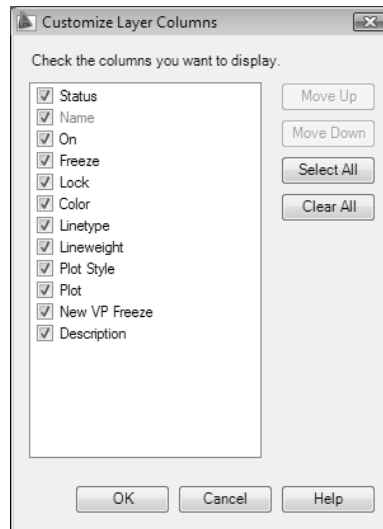 Customize Layer Columns
Check the columns you want to display.
Status
Name
On
Freeze
Lock
Color
Linetype
Lineweight
Plot Style
Plot
New VP Freeze
Description
Move Up
Move Down
Select All
Clear All
OK
Cancel
Help